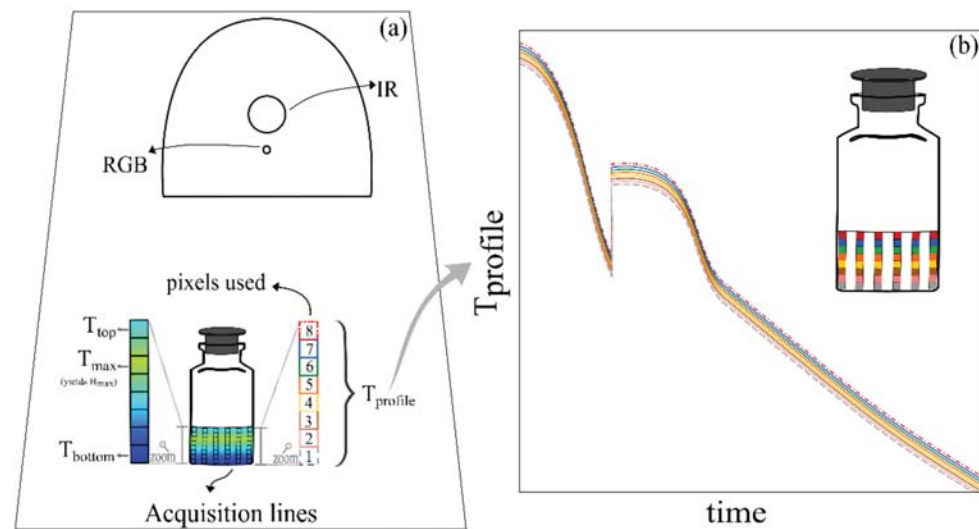 (a)
IR
RGB
pixels used
T_top
T_max
(yields H_max)
T_bottom
zoom
8
7
6
5
4
3
2
1
zoom
T_profile
Acquisition lines
(b)
T_profile
time